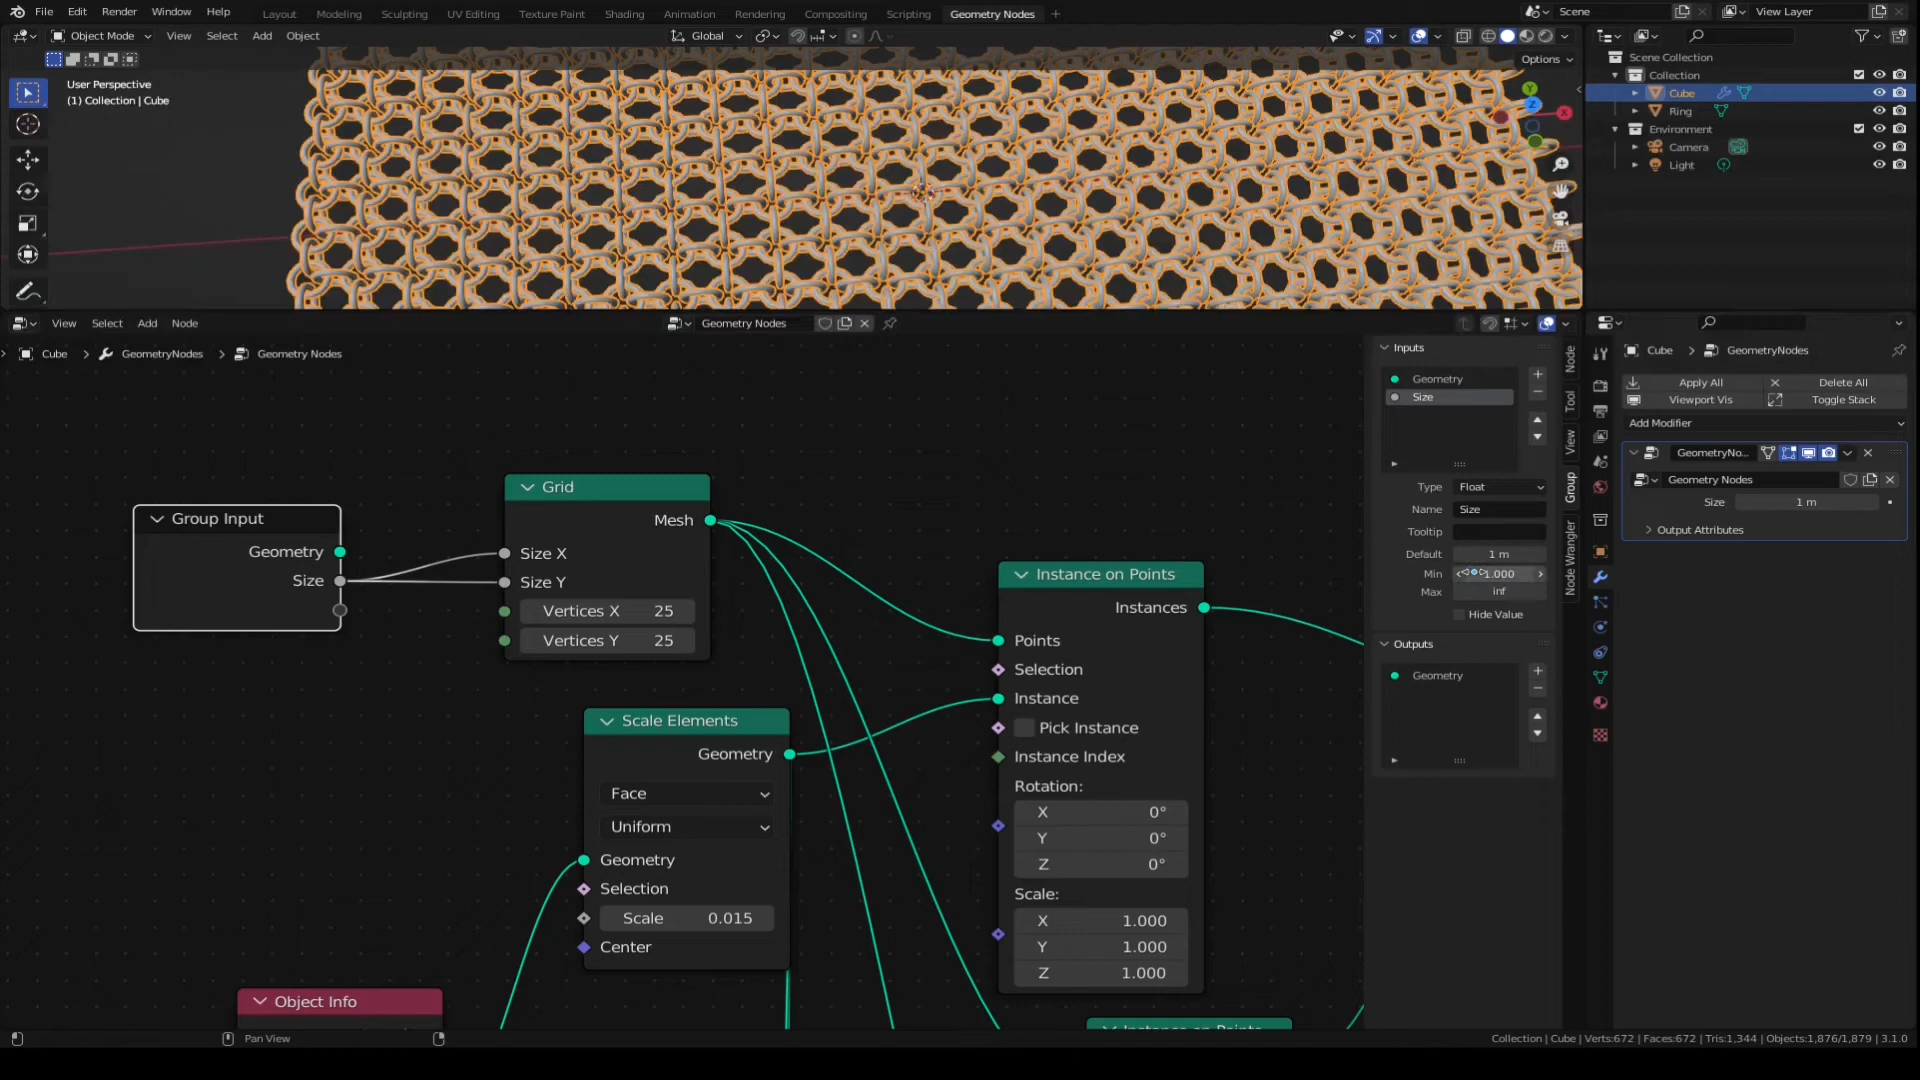 File Edit Render Window Help
Layout Modeling Sculpting UV Editing Texture Paint Shading Animation Rendering Compositing Scripting Geometry Nodes +
Scene
View Layer
Object Mode View Select Add Object
Global
Options
User Perspective
(1) Collection | Cube
Y
Z
X
Scene Collection
Collection
Cube
Ring
Environment
Camera
Light
View Select Add Node
Geometry Nodes
Cube > GeometryNodes > Geometry Nodes
Group Input
Geometry
Size
Grid
Mesh
Size X
Size Y
Vertices X 25
Vertices Y 25
Scale Elements
Geometry
Face
Uniform
Geometry
Selection
Scale 0.015
Center
Object Info
Instance on Points
Instances
Points
Selection
Instance
Pick Instance
Instance Index
Rotation:
X 0°
Y 0°
Z 0°
Scale:
X 1.000
Y 1.000
Z 1.000
Instance on Points
Inputs
Geometry
Size
Type Float
Name Size
Tooltip
Default 1 m
Min 1.000
Max inf
Hide Value
Outputs
Geometry
Node
Tool
View
Group
Node Wrangler
Cube > GeometryNodes
Apply All Delete All
Viewport Vis Toggle Stack
Add Modifier
GeometryNo...
Geometry Nodes
Size 1 m
Output Attributes
Pan View
Collection | Cube | Verts:672 | Faces:672 | Tris:1,344 | Objects:1,876/1,879 | 3.1.0